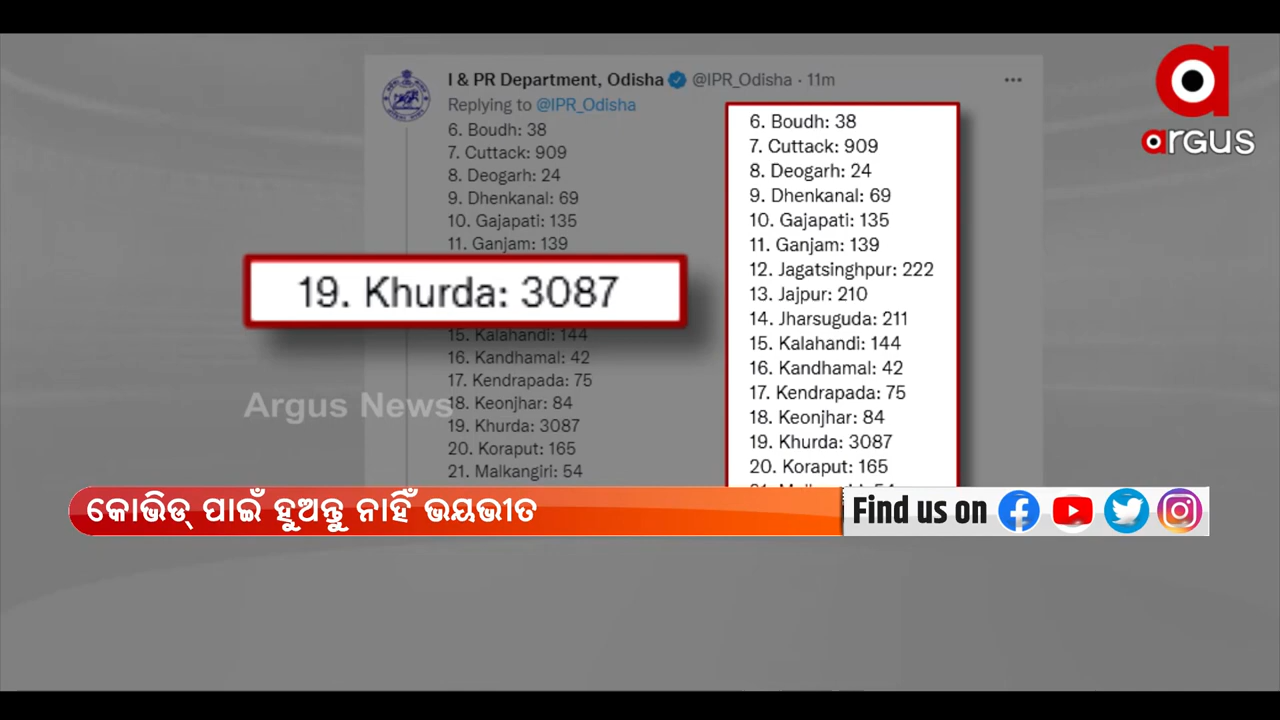 I & PR Department, Odisha @IPR_Odisha · 11m
Replying to @IPR_Odisha
6. Boudh: 38
7. Cuttack: 909
8. Deogarh: 24
9. Dhenkanal: 69
10. Gajapati: 135
11. Ganjam: 139
19. Khurda: 3087
15. Kalahandi: 144
16. Kandhamal: 42
17. Kendrapada: 75
18. Keonjhar: 84
19. Khurda: 3087
20. Koraput: 165
21. Malkangiri: 54
6. Boudh: 38
7. Cuttack: 909
8. Deogarh: 24
9. Dhenkanal: 69
10. Gajapati: 135
11. Ganjam: 139
12. Jagatsinghpur: 222
13. Jajpur: 210
14. Jharsuguda: 211
15. Kalahandi: 144
16. Kandhamal: 42
17. Kendrapada: 75
18. Keonjhar: 84
19. Khurda: 3087
20. Koraput: 165
argus
Argus News
କୋଭିଡ୍ ପାଇଁ ହୁଅନ୍ତୁ ନାହିଁ ଭୟଭୀତ
Find us on